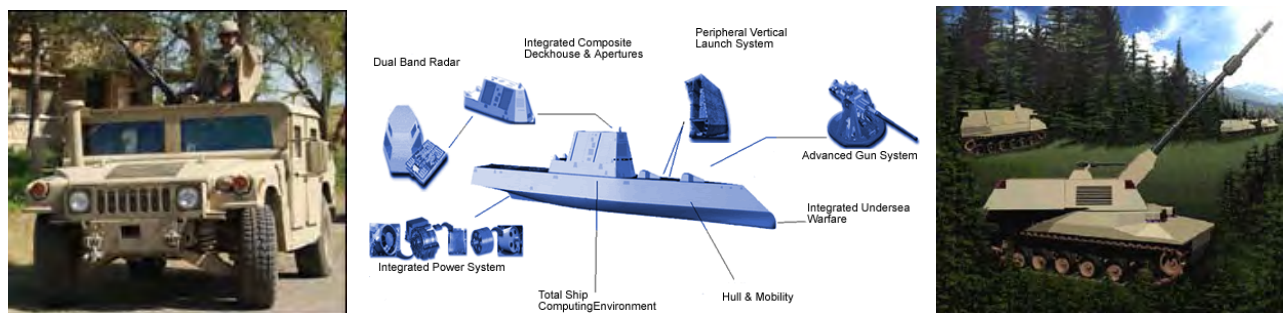 Dual Band Radar
Integrated Composite
Deckhouse & Apertures
Peripheral Vertical
Launch System
Advanced Gun System
Integrated Undersea
Warfare
Integrated Power System
Total Ship
ComputingEnvironment
Hull & Mobility